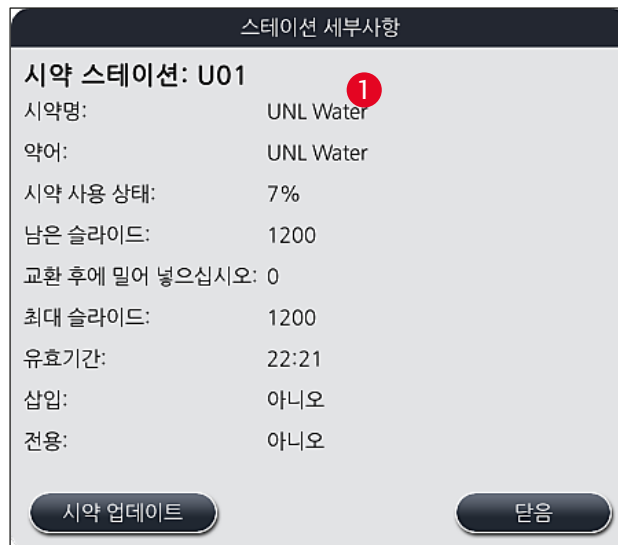 스테이션 세부사항
시약 스테이션: U01
1
시약명: UNL Water
약어: UNL Water
시약 사용 상태: 7%
남은 슬라이드: 1200
교환 후에 밀어 넣으십시오: 0
최대 슬라이드: 1200
유효기간: 22:21
삽입: 아니오
전용: 아니오
시약 업데이트 닫음